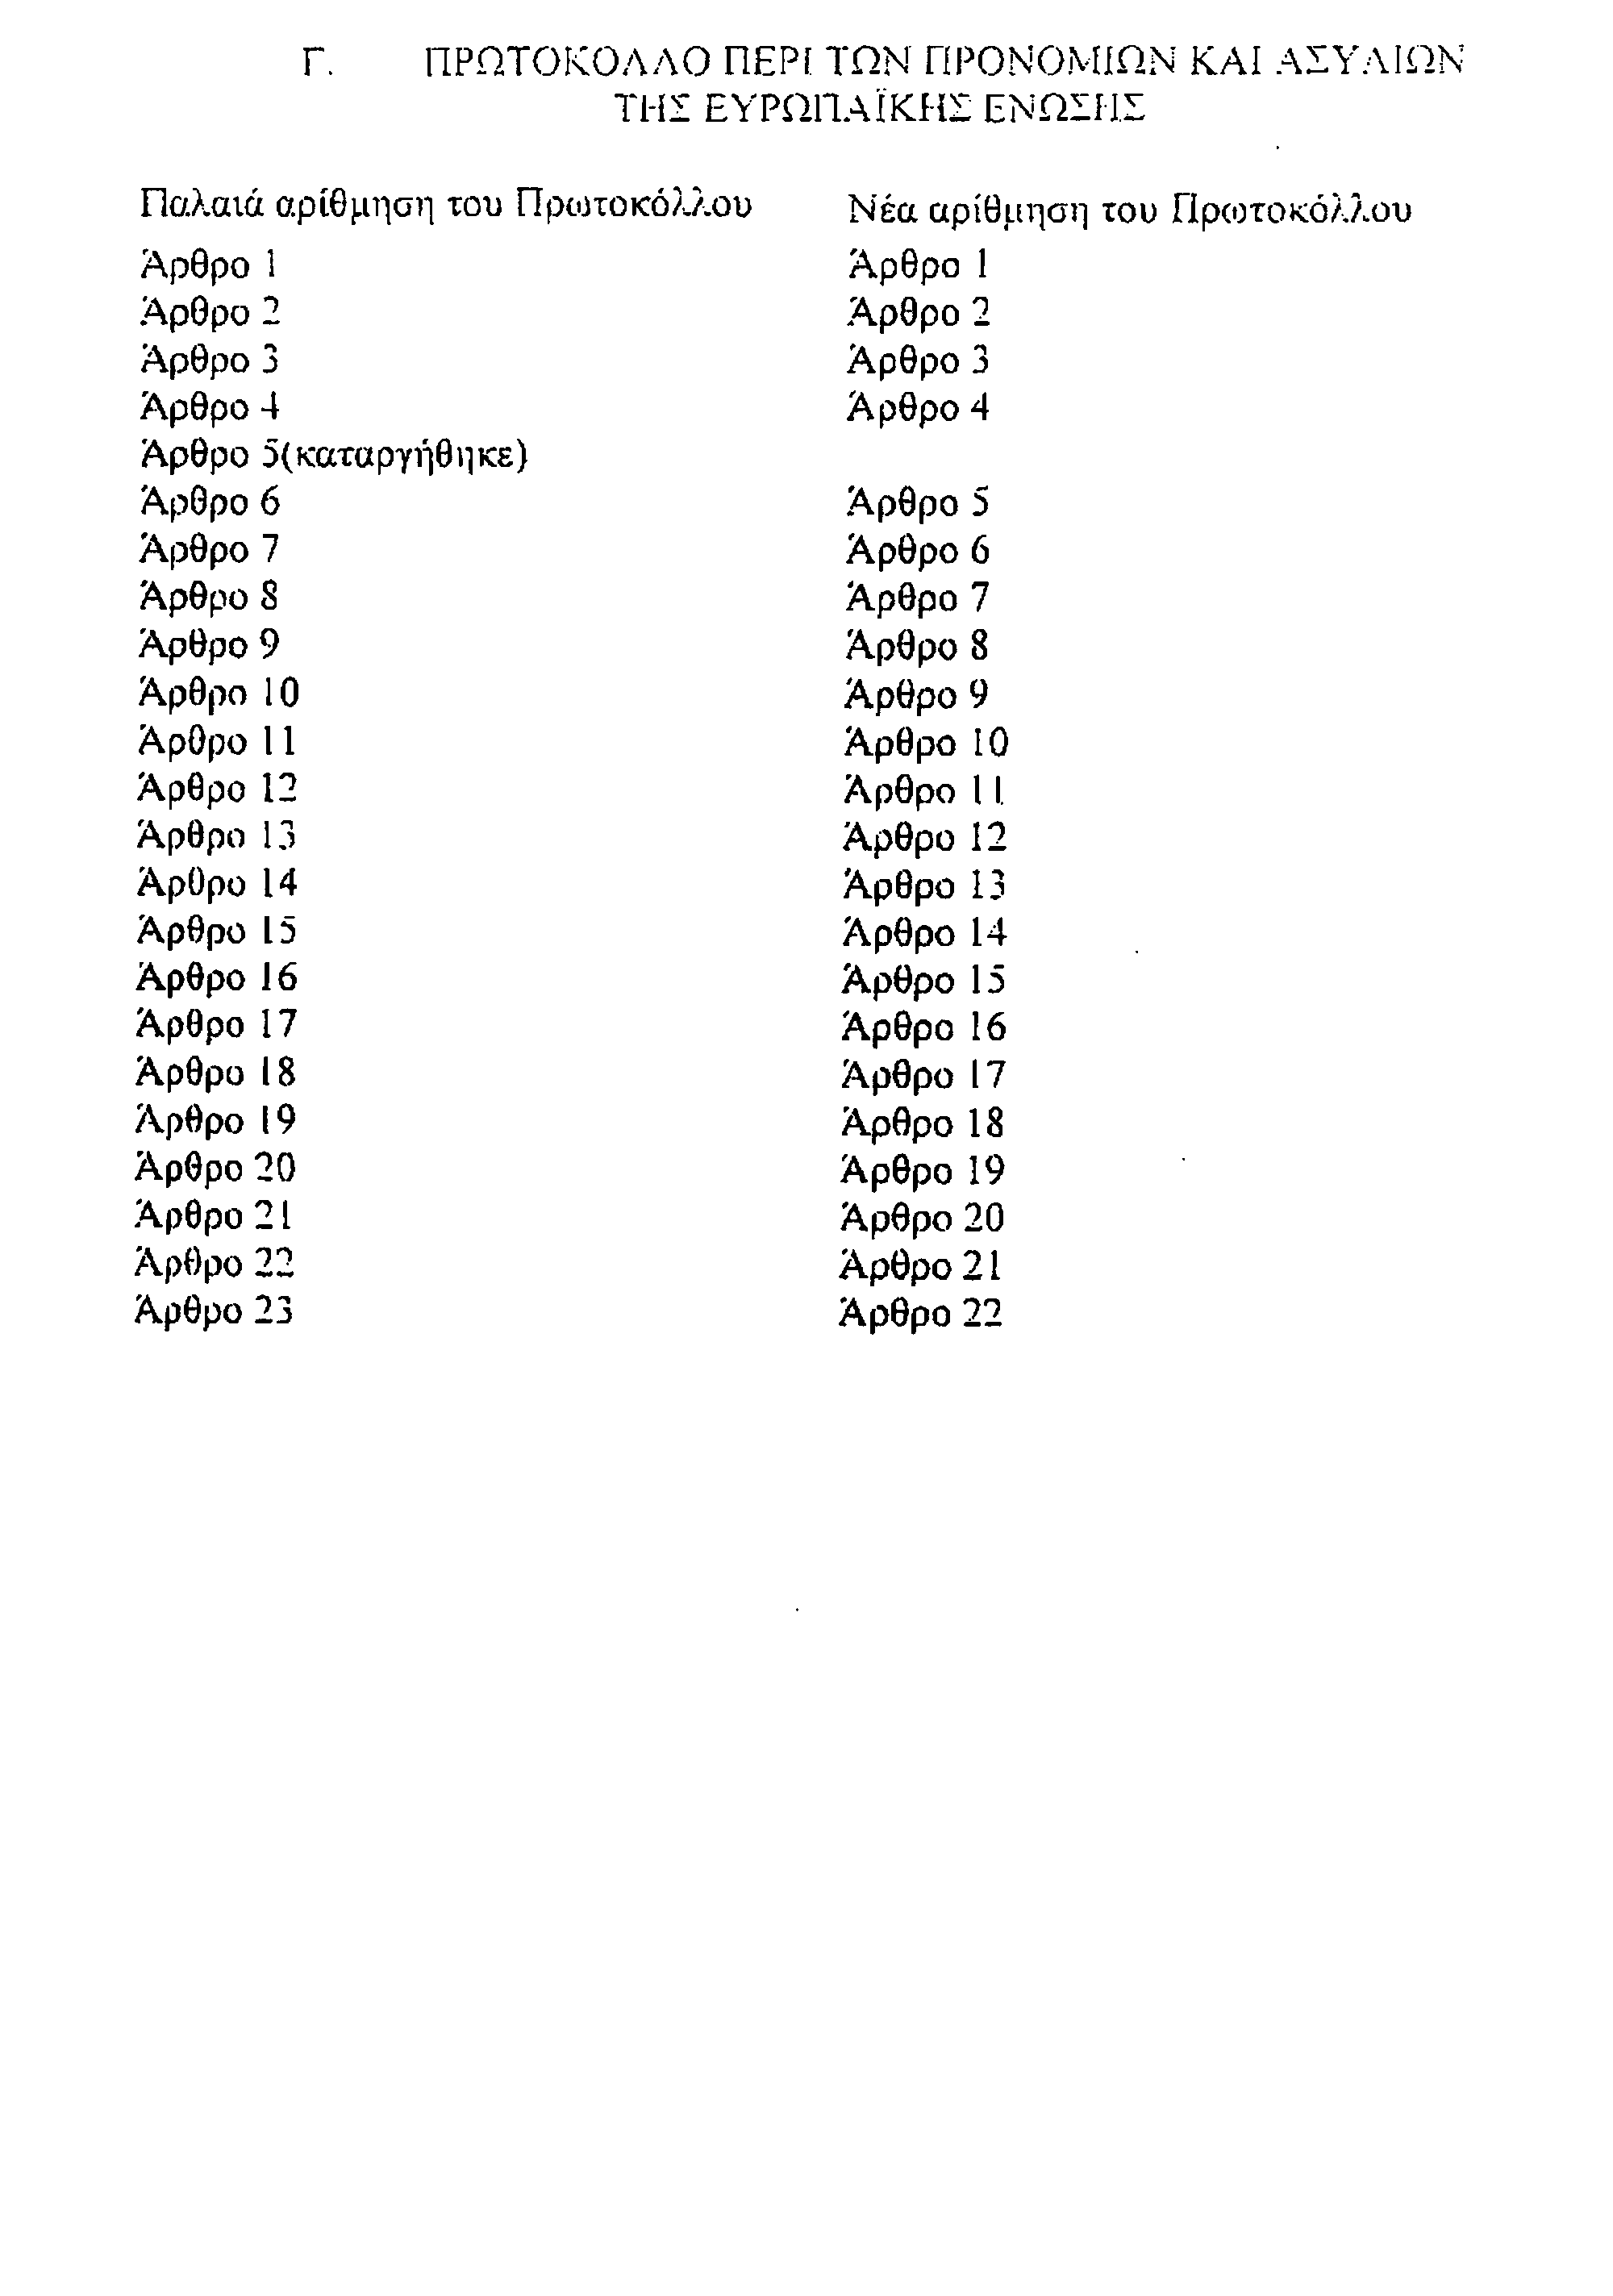 Γ. ΠΡΩΤΟΚΟΛΛΟ ΠΕΡΙ ΤΩΝ ΠΡΟΝΟΜΙΩΝ ΚΑΙ ΑΣΥΛΙΩΝ
ΤΗΣ ΕΥΡΩΠΑΪΚΗΣ ΕΝΩΣΗΣ
Παλαιά αρίθμηση του Πρωτοκόλλου Νέα αρίθμηση του Πρωτοκόλλου
Άρθρο 1 Άρθρο 1
Άρθρο 2 Άρθρο 2
Άρθρο 3 Άρθρο 3
Άρθρο 4 Άρθρο 4
Άρθρο 5(καταργήθηκε)
Άρθρο 6 Άρθρο 5
Άρθρο 7 Άρθρο 6
Άρθρο 8 Άρθρο 7
Άρθρο 9 Άρθρο 8
Άρθρο 10 Άρθρο 9
Άρθρο 11 Άρθρο 10
Άρθρο 12 Άρθρο 11
Άρθρο 13 Άρθρο 12
Άρθρο 14 Άρθρο 13
Άρθρο 15 Άρθρο 14
Άρθρο 16 Άρθρο 15
Άρθρο 17 Άρθρο 16
Άρθρο 18 Άρθρο 17
Άρθρο 19 Άρθρο 18
Άρθρο 20 Άρθρο 19
Άρθρο 21 Άρθρο 20
Άρθρο 22 Άρθρο 21
Άρθρο 23 Άρθρο 22